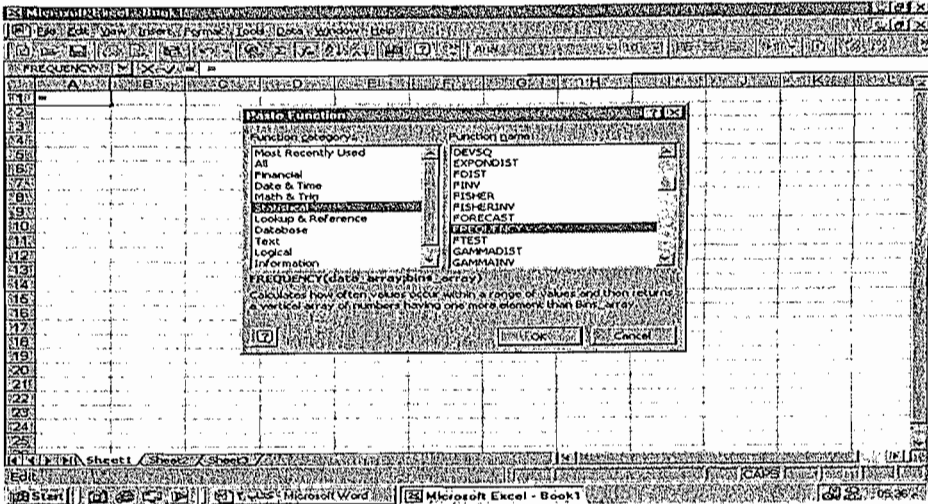 Microsoft Excel - Book1
File Edit View Insert Format Tools Data Window Help
Arial 10
FREQUENCY =  =
A B C D E F G H I J K L
1 =
2
3
4
5
6
7
8
9
10
11
12
13
14
15
16
17
18
19
20
21
22
23
24
25
Paste Function
Function category: Function name:
Most Recently Used DEVSQ
All EXPONDIST
Financial FDIST
Date & Time FINV
Math & Trig FISHER
Statistical FISHERINV
Lookup & Reference FORECAST
Database FREQUENCY
Text FTEST
Logical GAMMADIST
Information GAMMAINV
FREQUENCY(data_array,bins_array)
Calculates how often values occur within a range of values and then returns
a vertical array of numbers having one more element than Bins_array.
OK Cancel
Sheet1 Sheet2 Sheet3
Edit CAPS
Start Microsoft Word Microsoft Excel - Book1